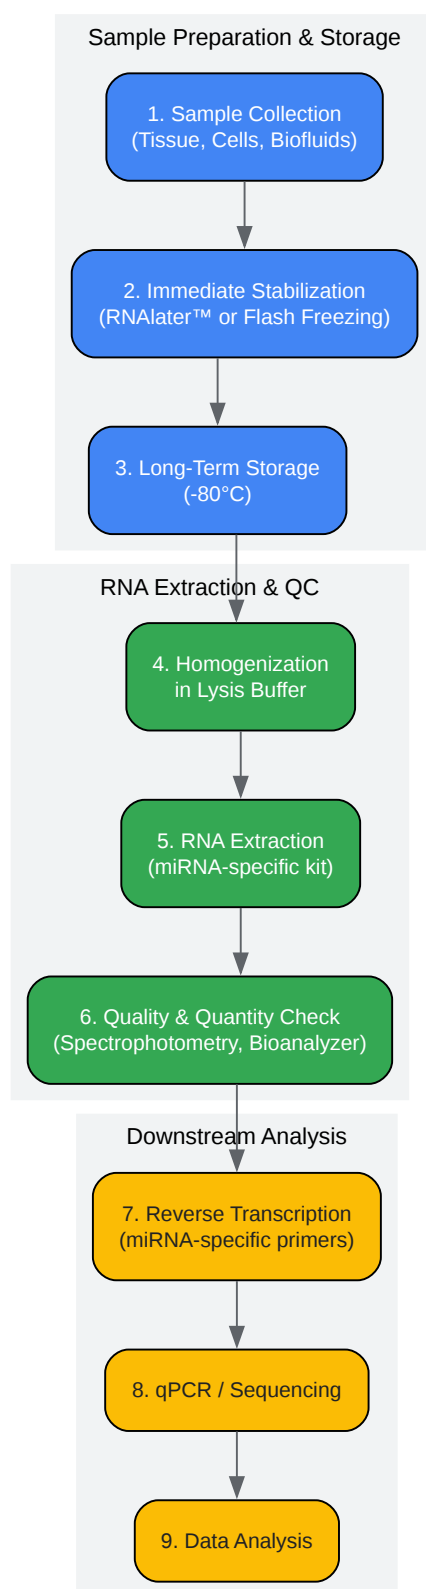 Sample Preparation & Storage
1. Sample Collection
(Tissue, Cells, Biofluids)
2. Immediate Stabilization
(RNAlater™ or Flash Freezing)
3. Long-Term Storage
(-80°C)
RNA Extraction & QC
4. Homogenization
in Lysis Buffer
5. RNA Extraction
(miRNA-specific kit)
6. Quality & Quantity Check
(Spectrophotometry, Bioanalyzer)
Downstream Analysis
7. Reverse Transcription
(miRNA-specific primers)
8. qPCR / Sequencing
9. Data Analysis